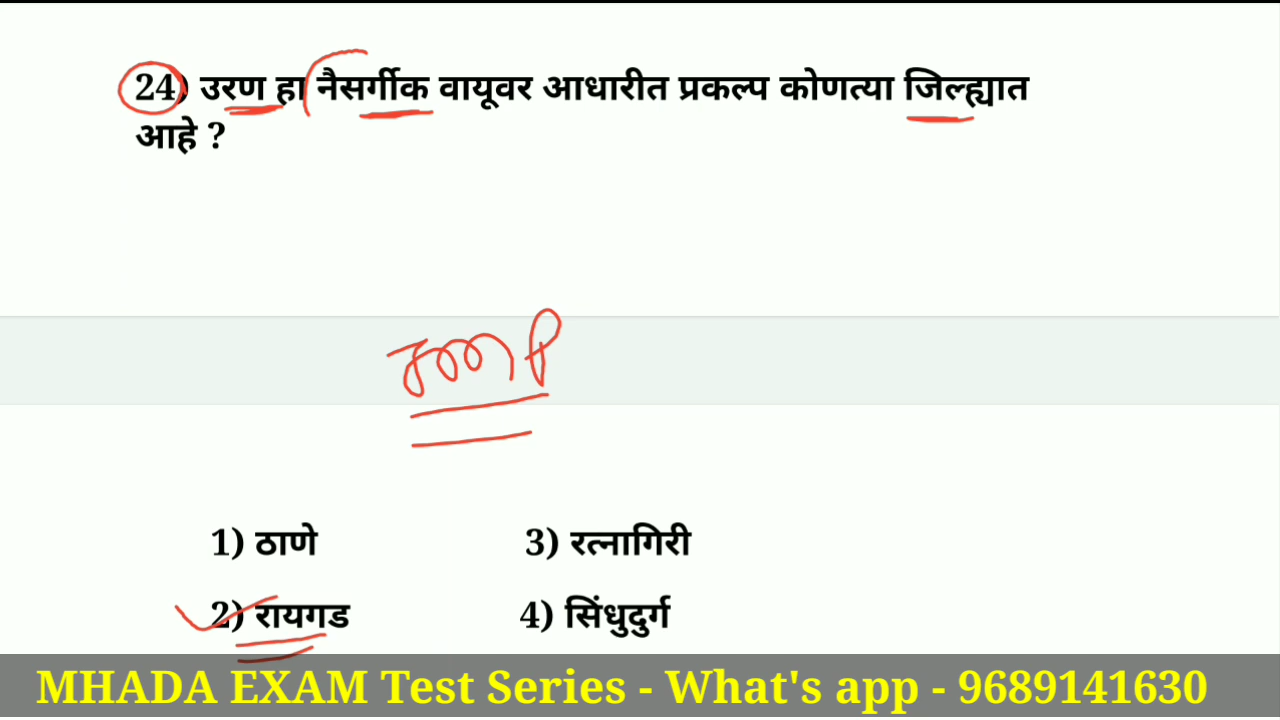 24) उरण हा नैसर्गीक वायूवर आधारीत प्रकल्प कोणत्या जिल्ह्यात
आहे ?
1) ठाणे
3) रत्नागिरी
2) रायगड
4) सिंधुदुर्ग
MHADA EXAM Test Series - What's app - 9689141630